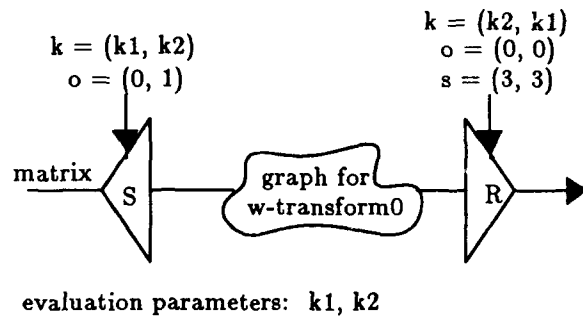 k = (k1, k2)
o = (0, 1)
k = (k2, k1)
o = (0, 0)
s = (3, 3)
matrix
S
graph for
w-transform0
R
evaluation parameters: k1, k2